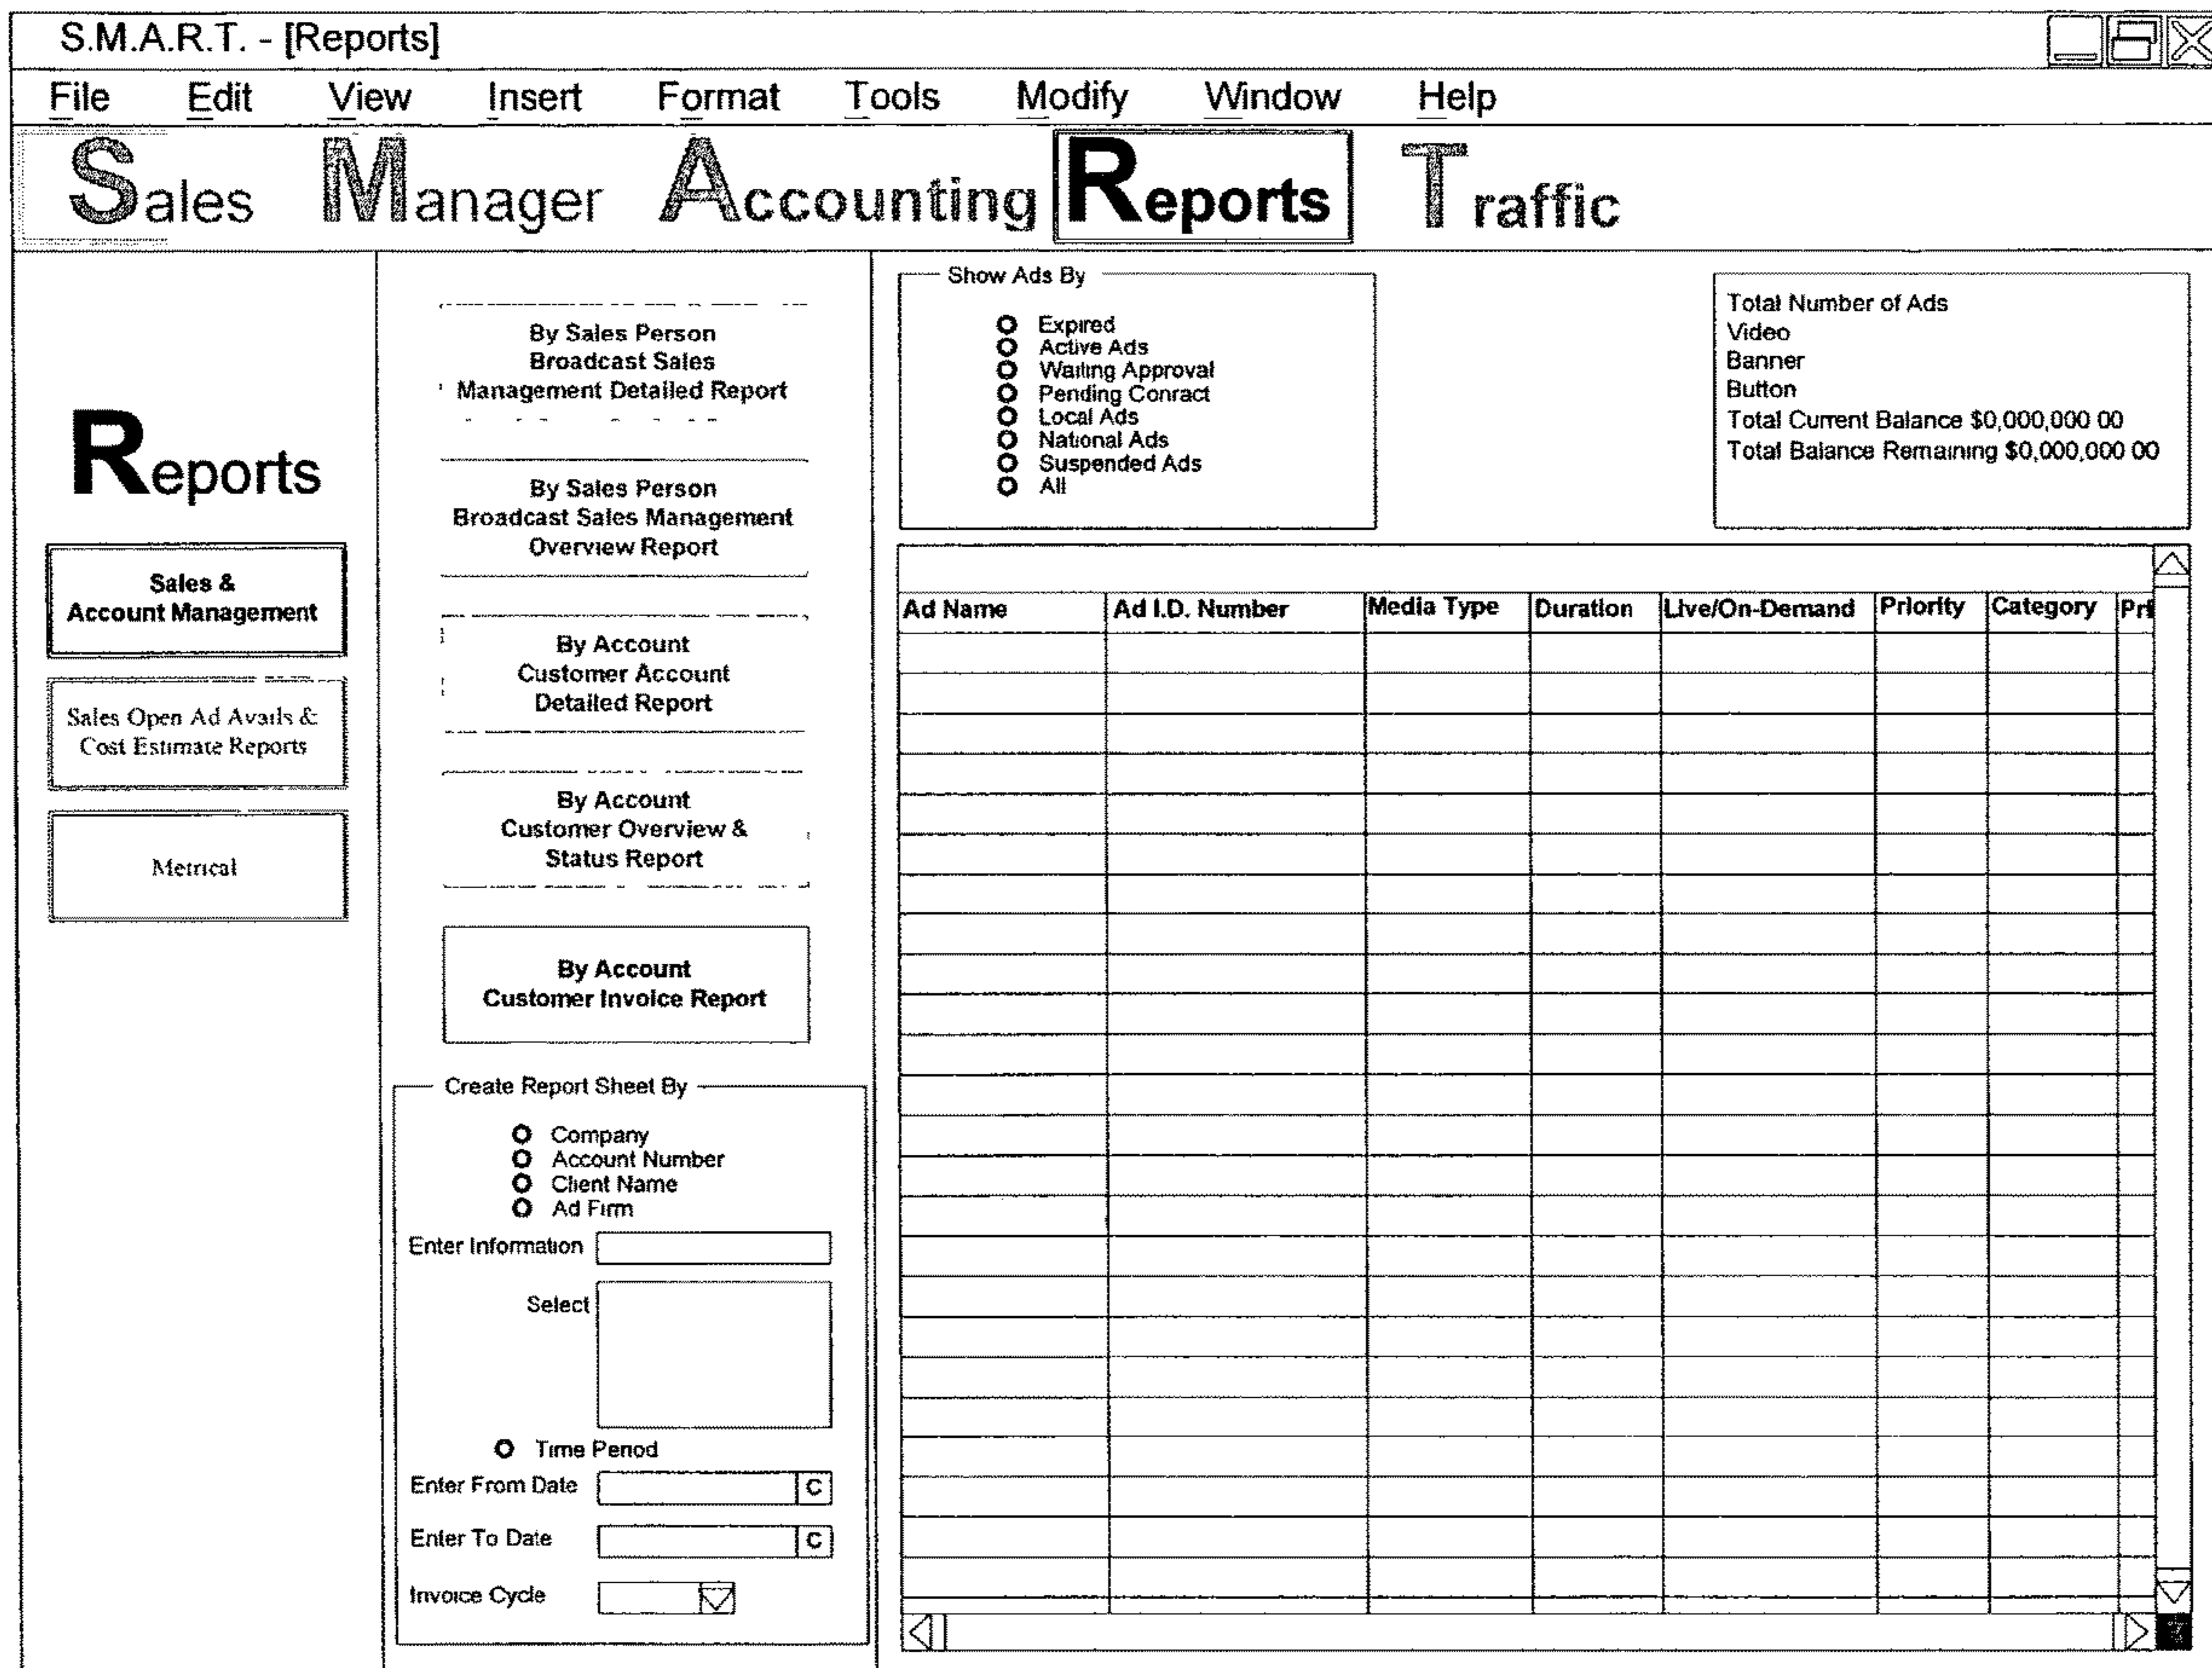 S.M.A.R.T. - [Reports]
File Edit View Insert Format Tools Modify Window Help
Sales Manager Accounting Reports Traffic
Reports
Sales &
Account Management
Sales Open Ad Avails &
Cost Estimate Reports
Metrical
By Sales Person
Broadcast Sales
Management Detailed Report
By Sales Person
Broadcast Sales Management
Overview Report
By Account
Customer Account
Detailed Report
By Account
Customer Overview &
Status Report
By Account
Customer Invoice Report
Create Report Sheet By
Company
Account Number
Client Name
Ad Firm
Enter Information
Select
Time Period
Enter From Date C
Enter To Date C
Invoice Cycle
Show Ads By
Expired
Active Ads
Waiting Approval
Pending Conract
Local Ads
National Ads
Suspended Ads
All
Total Number of Ads
Video
Banner
Button
Total Current Balance $0,000,000 00
Total Balance Remaining $0,000,000 00
Ad Name Ad I.D. Number Media Type Duration Live/On-Demand Priority Category Pri